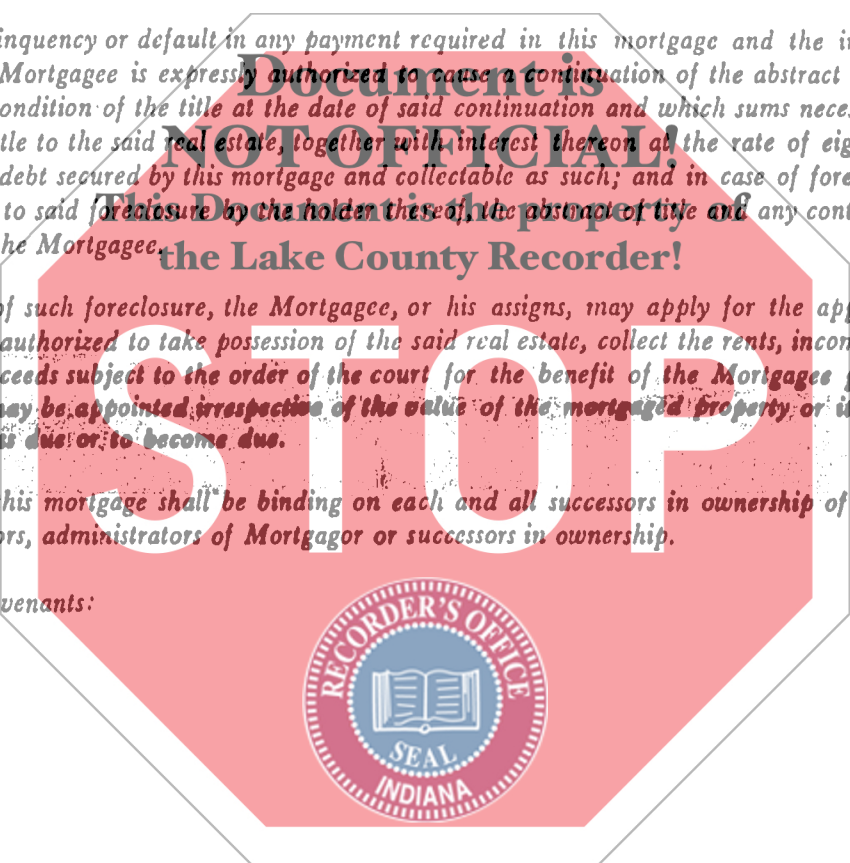 inquency or default in any payment required in this mortgage and the i
Document is
Mortgagee is expressly authorized to cause a continuation of the abstract
ondition of the title at the date of said continuation and which sums neces
NOT OFFICIAL!
tle to the said real estate, together with interest thereon at the rate of eig
debt secured by this mortgage and collectable as such; and in case of fore
This Document is the property of
to said foreclosure by the holder thereof, the abstract of title and any cont
the Lake County Recorder!
he Mortgagee.
of such foreclosure, the Mortgagee, or his assigns, may apply for the app
authorized to take possession of the said real estate, collect the rents, incom
ceeds subject to the order of the court for the benefit of the Mortgagee
STOP
may be appointed irrespective of the value of the mortgaged property or i
is due or to become due.
his mortgage shall be binding on each and all successors in ownership of
ors, administrators of Mortgagor or successors in ownership.
venants:
RECORDER'S OFFICE
SEAL
INDIANA